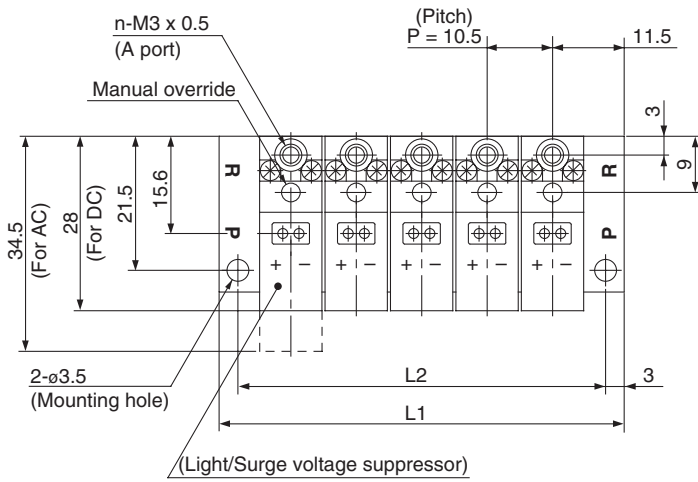 n-M3 x 0.5
(A port)
(Pitch)
P = 10.5
11.5
Manual override
3
9
34.5
(For AC)
28
(For DC)
21.5
15.6
R
P
R
P
+ −
+ −
+ −
+ −
+ −
2-ø3.5
(Mounting hole)
L2
3
L1
(Light/Surge voltage suppressor)